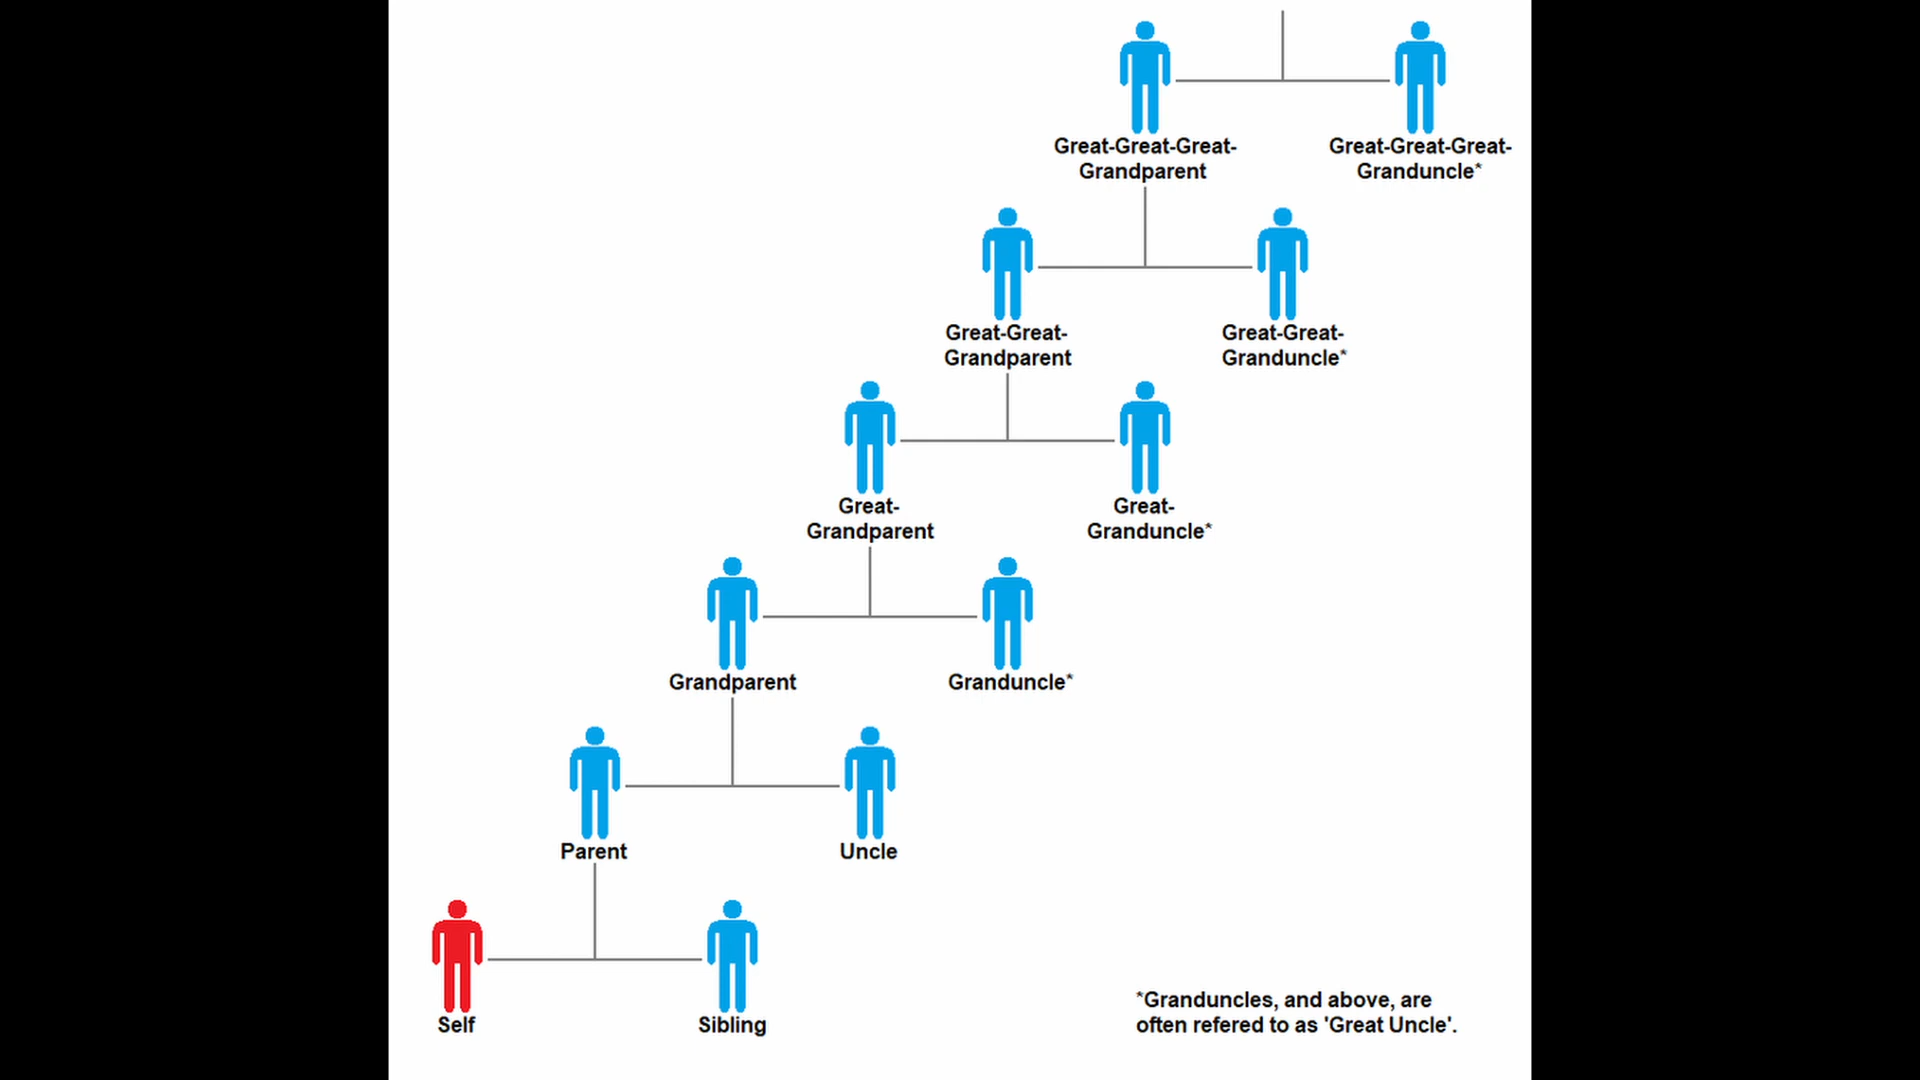 Great-Great-Great-
Grandparent
Great-Great-Great-
Granduncle*
Great-Great-
Grandparent
Great-Great-
Granduncle*
Great-
Grandparent
Great-
Granduncle*
Grandparent
Granduncle*
Parent
Uncle
Self
Sibling
*Granduncles, and above, are
often refered to as 'Great Uncle'.